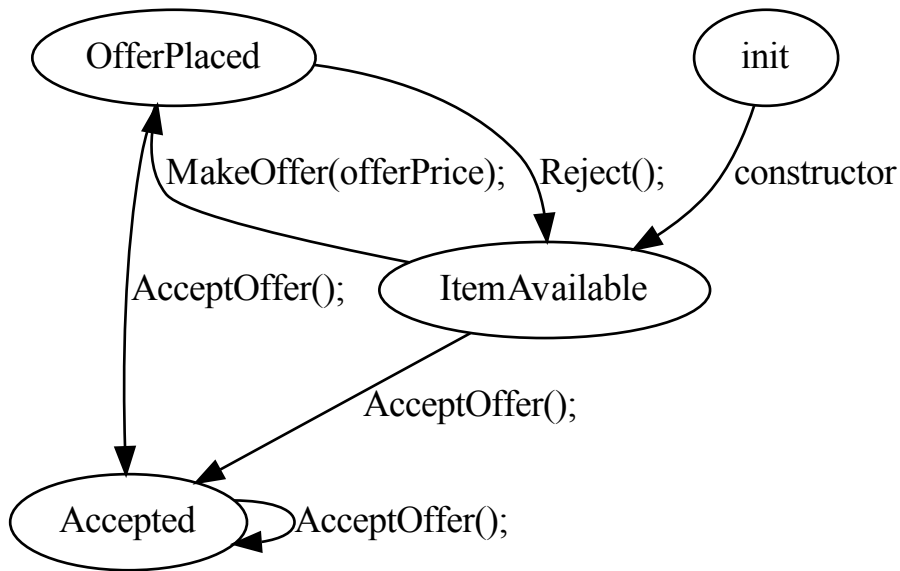 OfferPlaced
init
MakeOffer(offerPrice);
Reject();
constructor
AcceptOffer();
ItemAvailable
AcceptOffer();
Accepted
AcceptOffer();